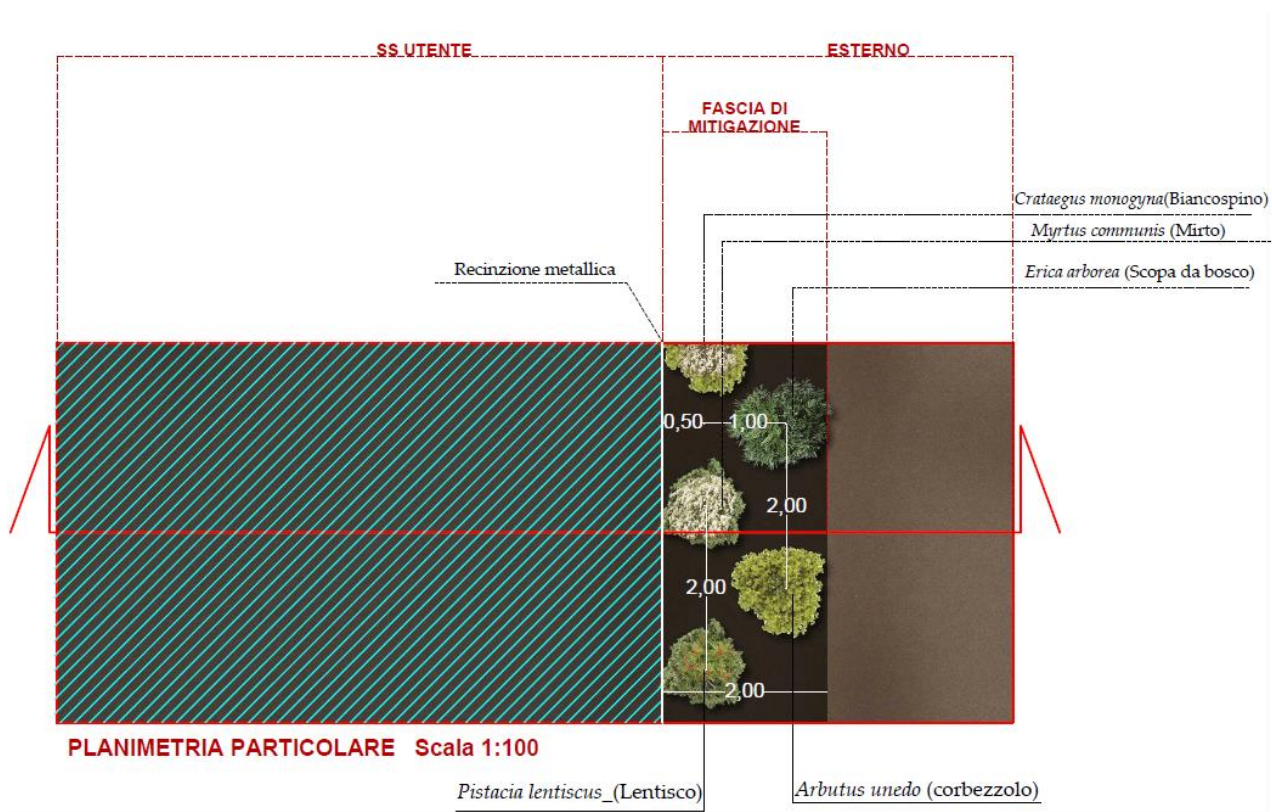 SS UTENTE
ESTERNO
FASCIA DI
MITIGAZIONE
Crataegus monogyna(Biancospino)
Myrtus communis (Mirto)
Recinzione metallica
Erica arborea (Scopa da bosco)
0,50
1,00
2,00
2,00
2,00
PLANIMETRIA PARTICOLARE Scala 1:100
Pistacia lentiscus_(Lentisco)
Arbutus unedo (corbezzolo)